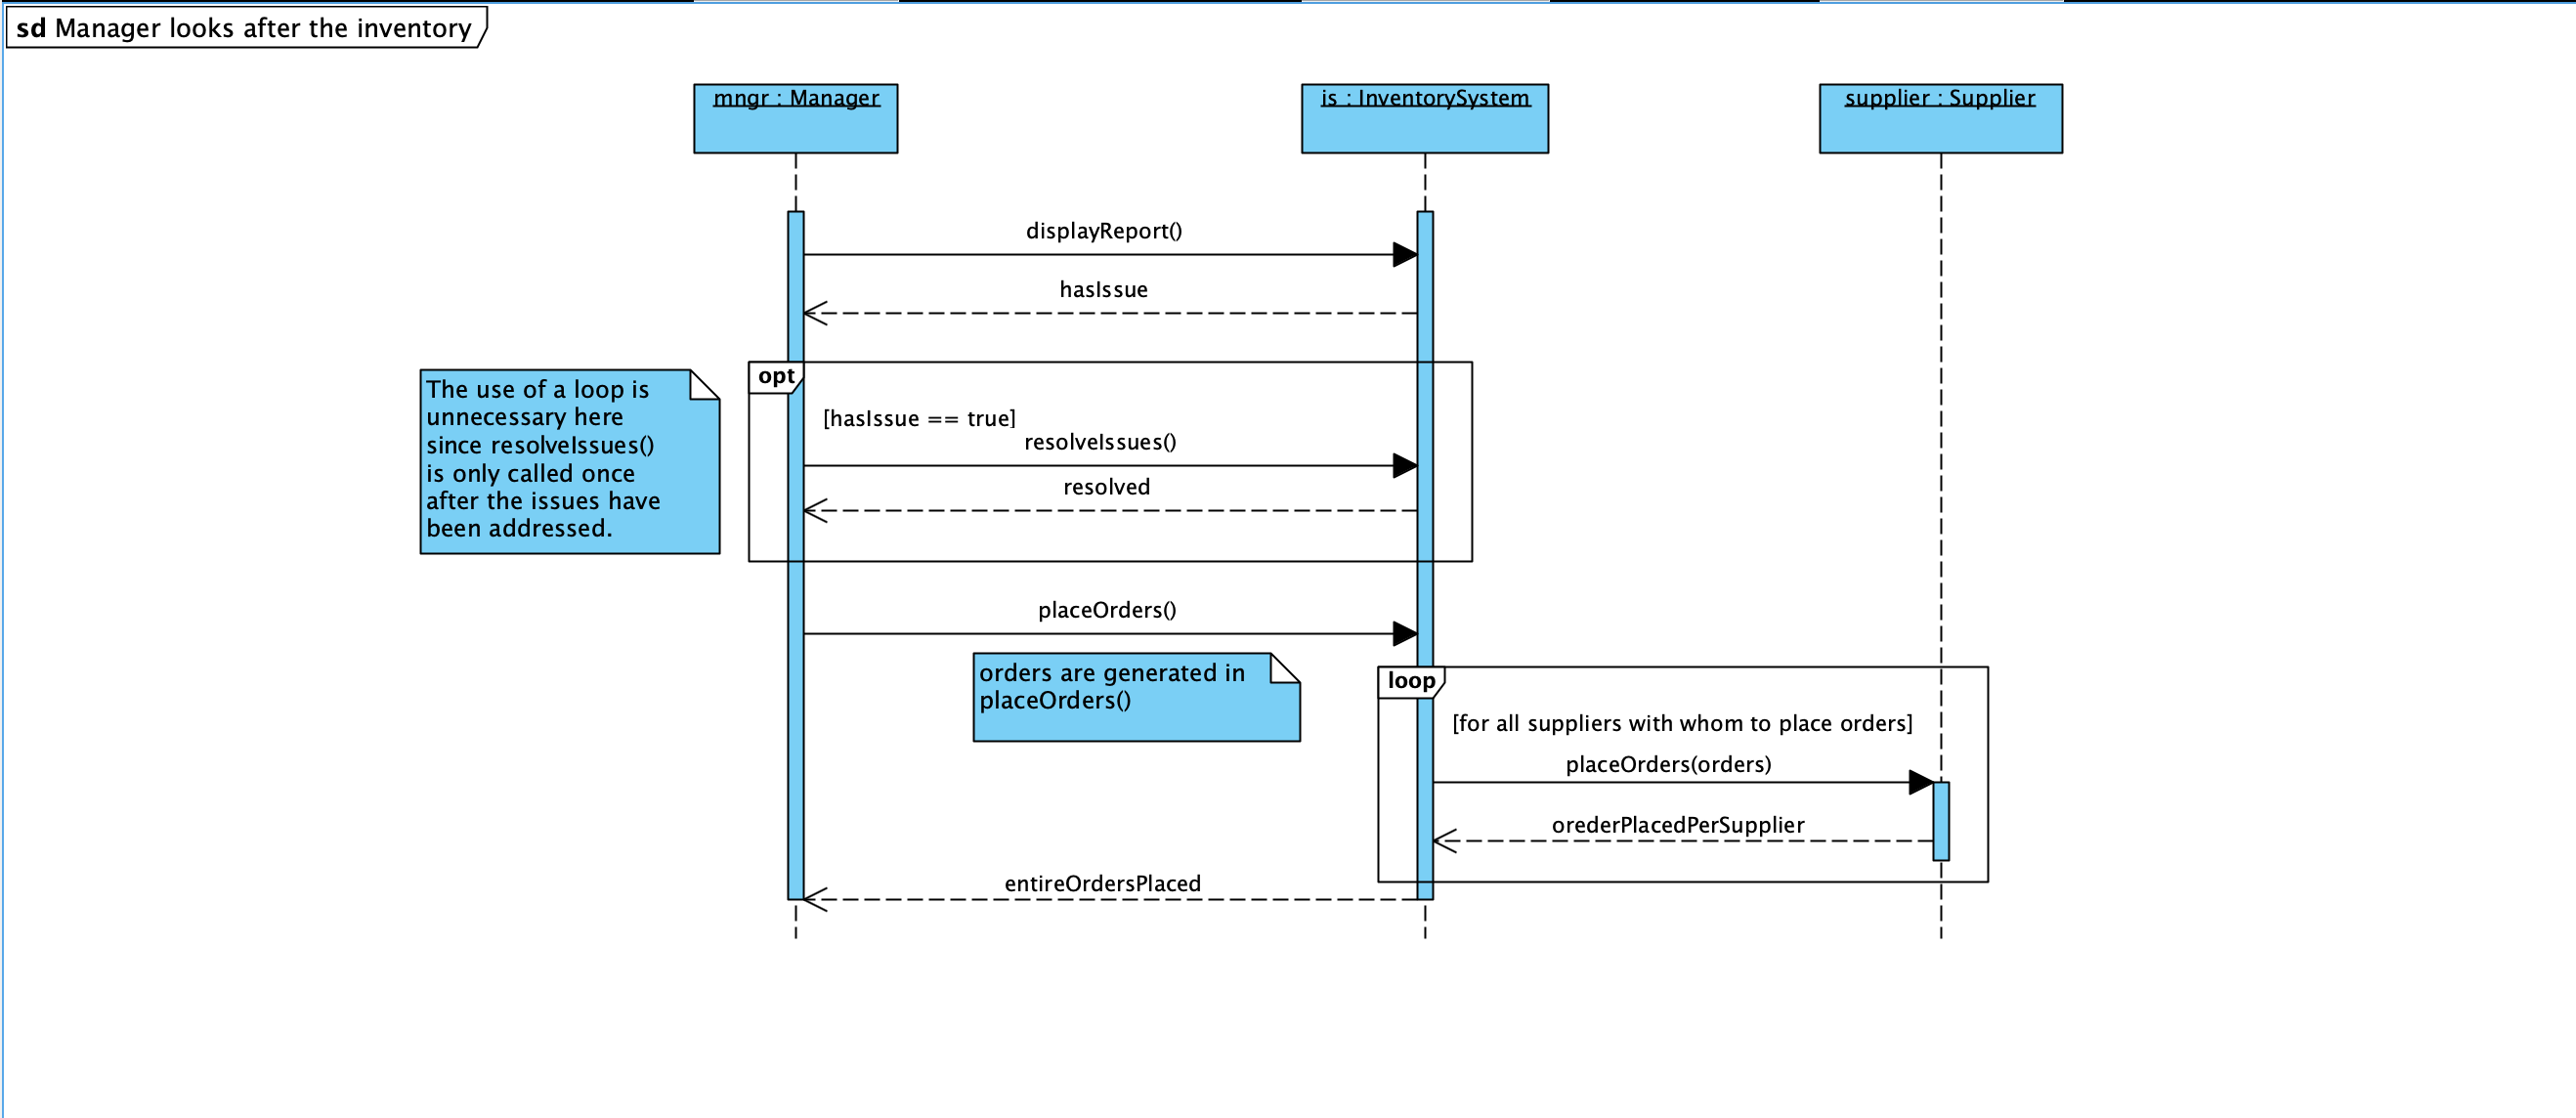 sd Manager looks after the inventory
mngr : Manager
is : InventorySystem
supplier : Supplier
displayReport()
hasIssue
opt
The use of a loop is
unnecessary here
since resolveIssues()
is only called once
after the issues have
been addressed.
[hasIssue == true]
resolveIssues()
resolved
placeOrders()
orders are generated in
placeOrders()
loop
[for all suppliers with whom to place orders]
placeOrders(orders)
orederPlacedPerSupplier
entireOrdersPlaced